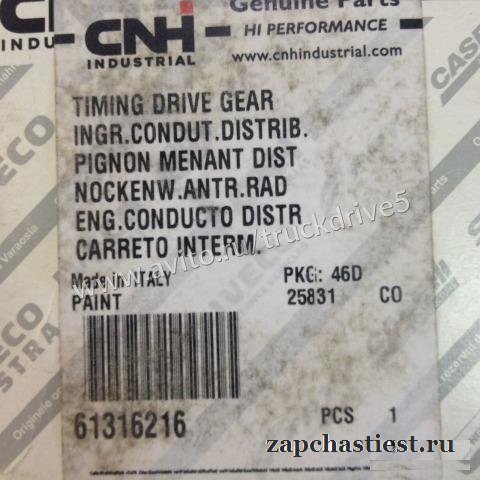 Genuine Parts
CNH
INDUSTRIAL
HI PERFORMANCE
www.cnhindustrial.com
TIMING DRIVE GEAR
INGR.CONDUT.DISTRIB.
PIGNON MENANT DIST
NOCKENW.ANTR.RAD
ENG.CONDUCTO DISTR
CARRETO INTERM.
Made in ITALY
PKG: 46D
PAINT
25831 CO
61316216
PCS 1
www.avito.ru/truckdrive5
zapchastiest.ru